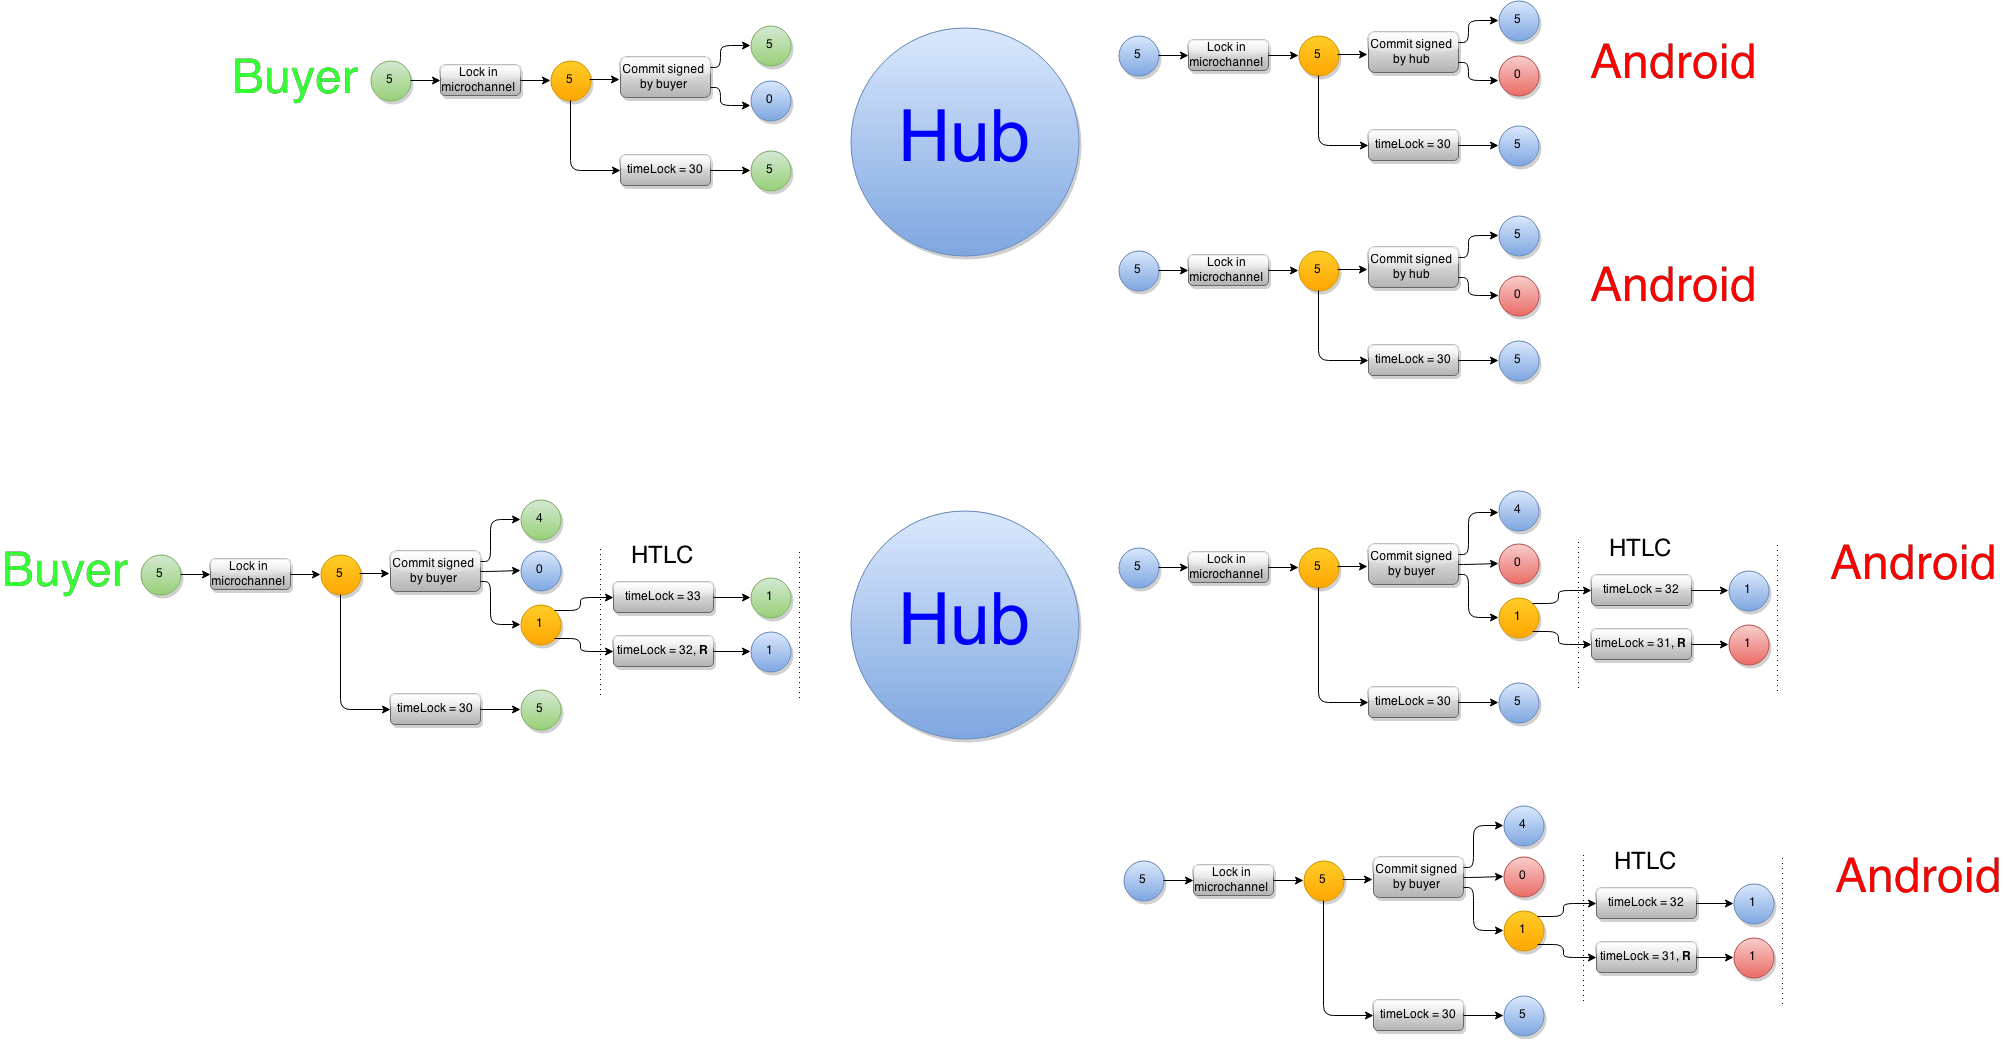 Buyer
5
Lock in
microchannel
5
Commit signed
by buyer
5
0
timeLock = 30
5
Hub
5
Lock in
microchannel
5
Commit signed
by hub
5
0
timeLock = 30
5
Android
5
Lock in
microchannel
5
Commit signed
by hub
5
0
timeLock = 30
5
Android
Buyer
5
Lock in
microchannel
5
Commit signed
by buyer
4
0
1
HTLC
timeLock = 33
1
timeLock = 32, R
1
timeLock = 30
5
Hub
5
Lock in
microchannel
5
Commit signed
by buyer
4
0
1
HTLC
timeLock = 32
1
timeLock = 31, R
1
timeLock = 30
5
Android
5
Lock in
microchannel
5
Commit signed
by buyer
4
0
1
HTLC
timeLock = 32
1
timeLock = 31, R
1
timeLock = 30
5
Android